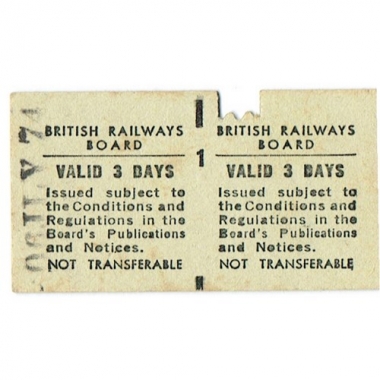 BRITISH RAILWAYS
BOARD
VALID 3 DAYS
Issued subject to
the Conditions and
Regulations in the
Board's Publications
and Notices.
NOT TRANSFERABLE
1
BRITISH RAILWAYS
BOARD
VALID 3 DAYS
Issued subject to
the Conditions and
Regulations in the
Board's Publications
and Notices.
NOT TRANSFERABLE